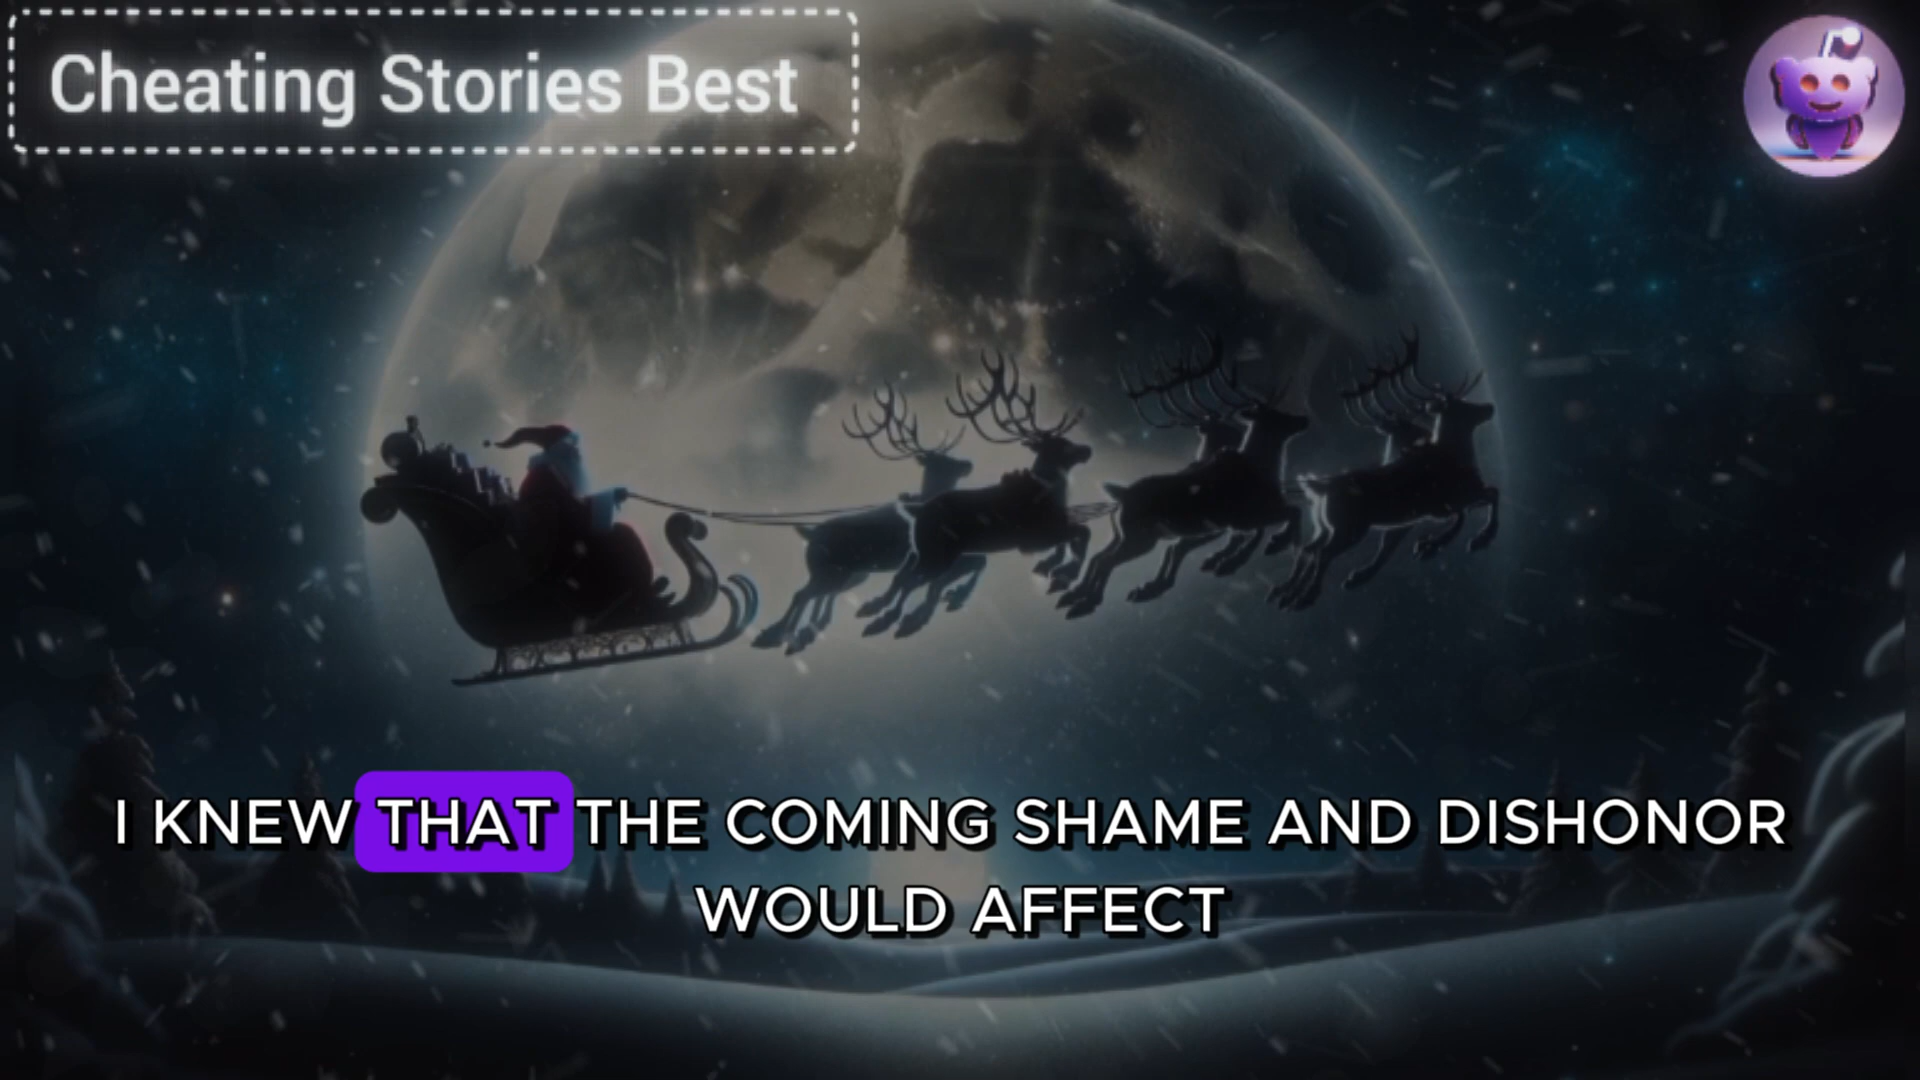 Cheating Stories Best
I KNEW THAT THE COMING SHAME AND DISHONOR
WOULD AFFECT